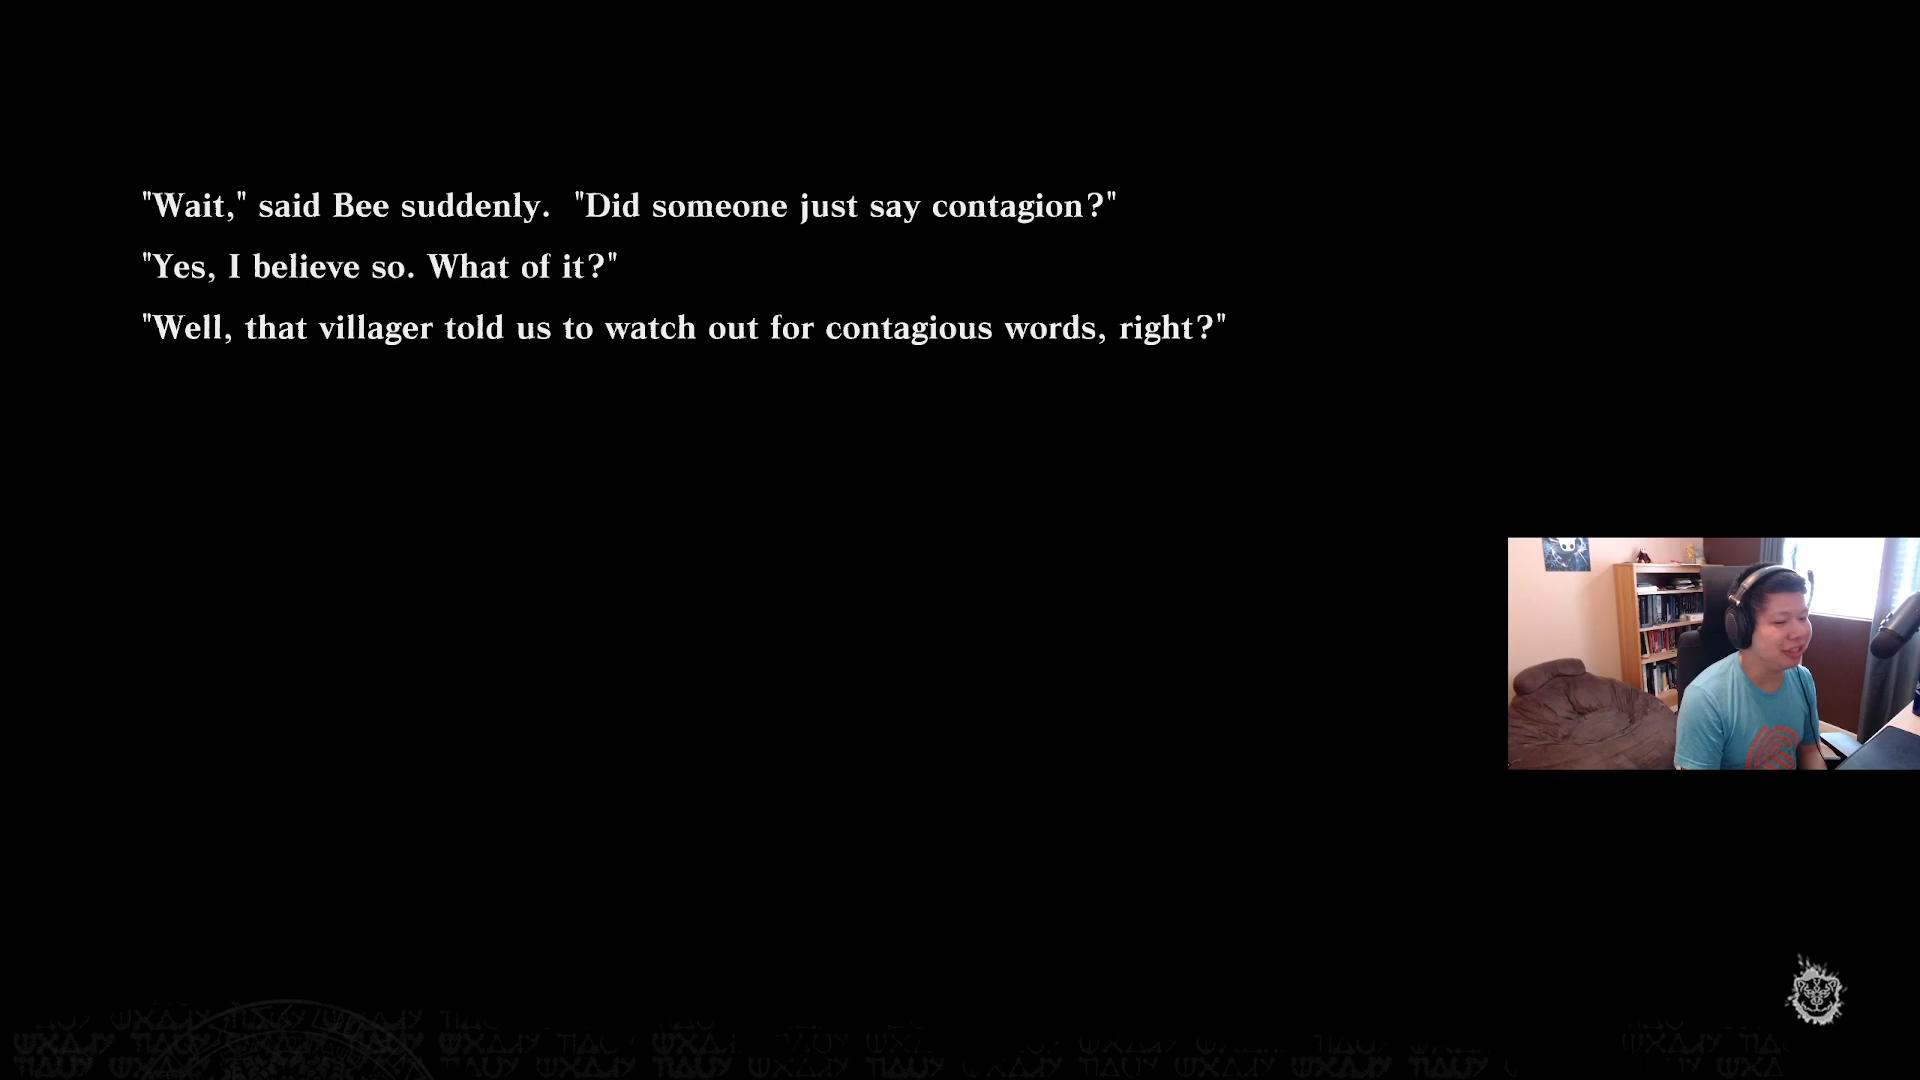 "Wait," said Bee suddenly.  "Did someone just say contagion?"
"Yes, I believe so. What of it?"
"Well, that villager told us to watch out for contagious words, right?"